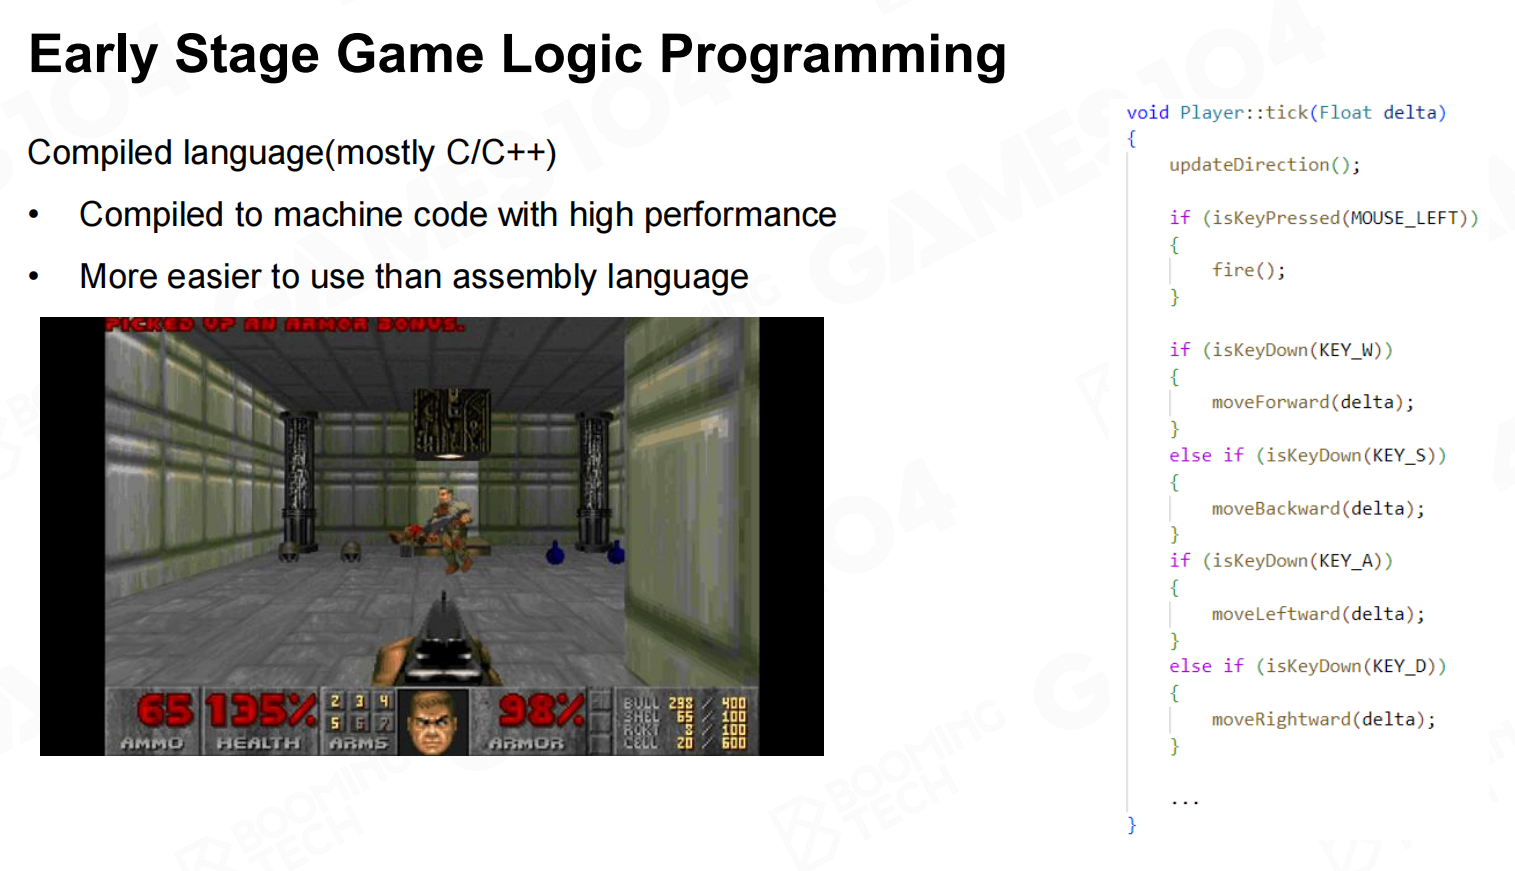 Early Stage Game Logic Programming
Compiled language(mostly C/C++)
• Compiled to machine code with high performance
• More easier to use than assembly language
PICKED UP AN ARMOR BONUS.
65 135% 2 3 4 98% BULL 298 / 400
5 6 7 SHEL 65 / 100
RCKT 8 / 100
AMMO HEALTH ARMS ARMOR CELL 20 / 600
void Player::tick(Float delta)
{
updateDirection();
if (isKeyPressed(MOUSE_LEFT))
{
fire();
}
if (isKeyDown(KEY_W))
{
moveForward(delta);
}
else if (isKeyDown(KEY_S))
{
moveBackward(delta);
}
if (isKeyDown(KEY_A))
{
moveLeftward(delta);
}
else if (isKeyDown(KEY_D))
{
moveRightward(delta);
}
...
}
GAMES104
BOOMING
TECH